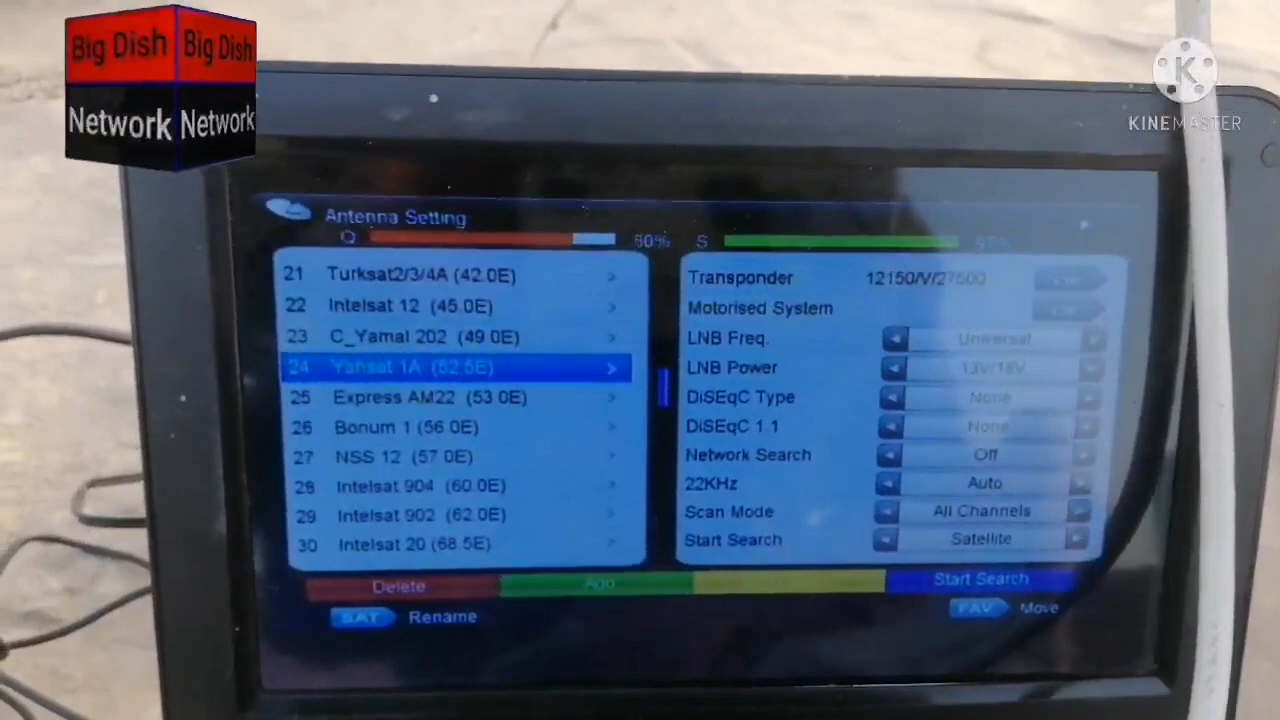 Big Dish Big Dish
Network Network
KINEMASTER
Antenna Setting
Q 80% S 97%
21 Turksat2/3/4A (42.0E)
22 Intelsat 12 (45.0E)
23 C_Yamal 202 (49.0E)
24 Yahsat 1A (52.5E)
25 Express AM22 (53.0E)
26 Bonum 1 (56.0E)
27 NSS 12 (57.0E)
28 Intelsat 904 (60.0E)
29 Intelsat 902 (62.0E)
30 Intelsat 20 (68.5E)
Transponder 12150/V/27500
Motorised System
LNB Freq. Universal
LNB Power 13V/18V
DiSEqC Type None
DiSEqC 1.1 None
Network Search Off
22KHz Auto
Scan Mode All Channels
Start Search Satellite
Delete Add Start Search
SAT Rename FAV Move